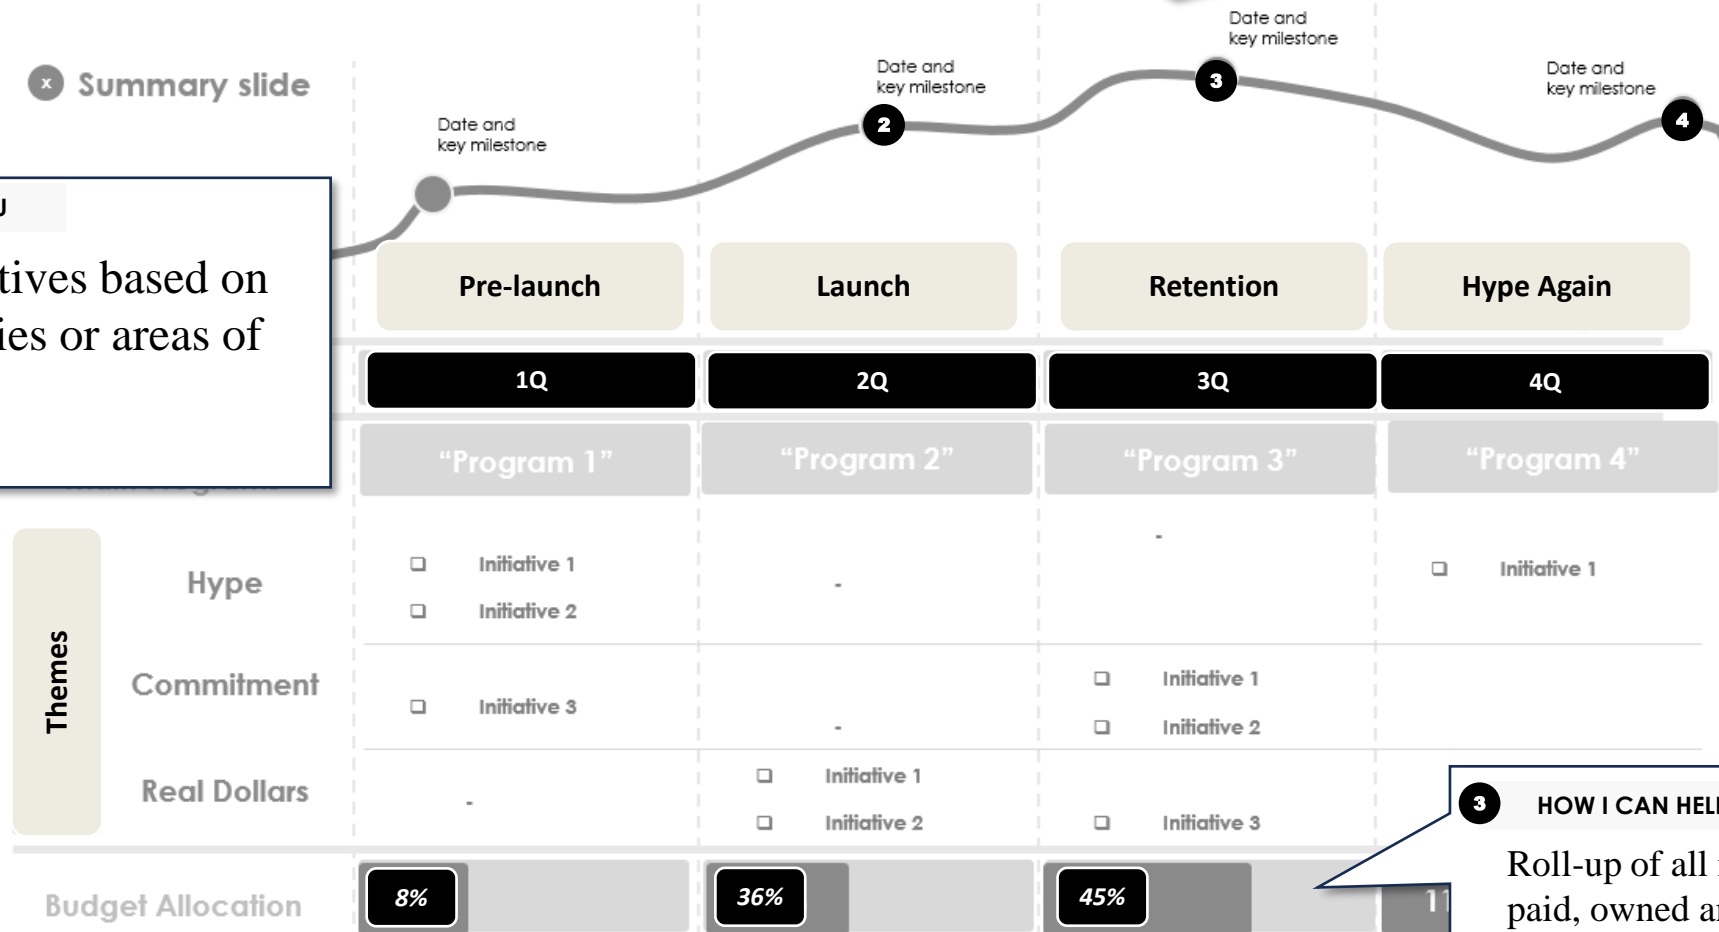 Date and
key milestone
x Summary slide
Date and
key milestone
2
Date and
key milestone
3
Date and
key milestone
4
based on
or areas of
Pre-launch Launch Retention Hype Again
1Q 2Q 3Q 4Q
“Program 1” “Program 2” “Program 3” “Program 4”
Themes
Hype
Initiative 1
Initiative 2
-
-
Initiative 1
Commitment
Initiative 3
-
Initiative 1
Initiative 2
Real Dollars
-
Initiative 1
Initiative 2
Initiative 3
3 HOW I CAN
Roll-up of all
paid, owned
Budget Allocation 8% 36% 45%